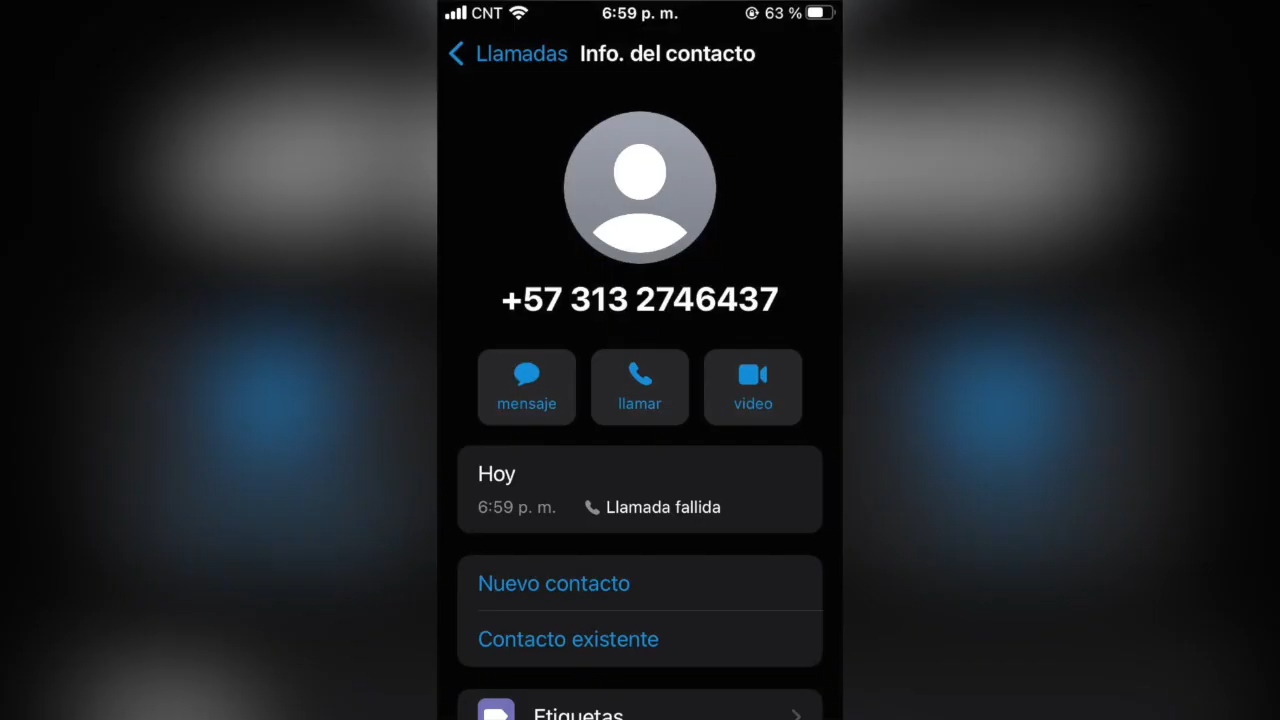 CNT 6:59 p. m. 63 %
Llamadas Info. del contacto
+57 313 2746437
mensaje llamar video
Hoy
6:59 p. m. Llamada fallida
Nuevo contacto
Contacto existente
Etiquetas